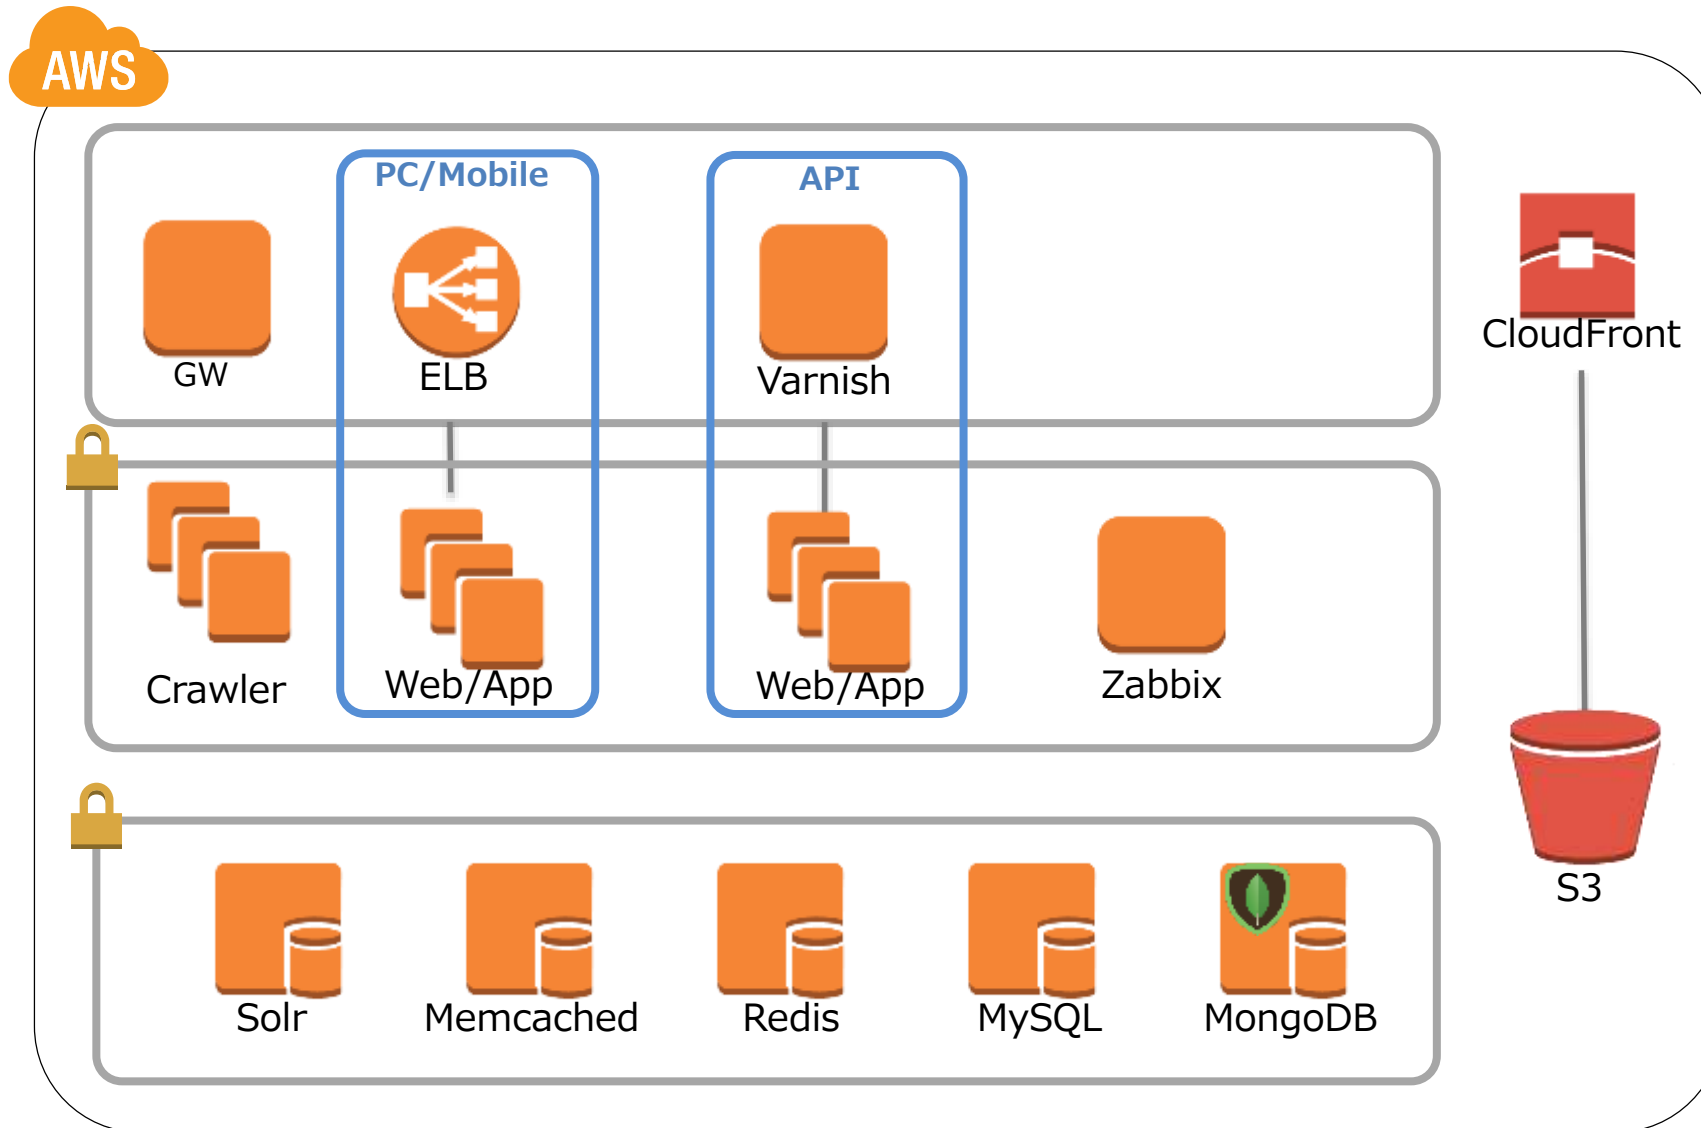 AWS
PC/Mobile
API
GW
ELB
Varnish
CloudFront
Crawler
Web/App
Web/App
Zabbix
S3
Solr
Memcached
Redis
MySQL
MongoDB